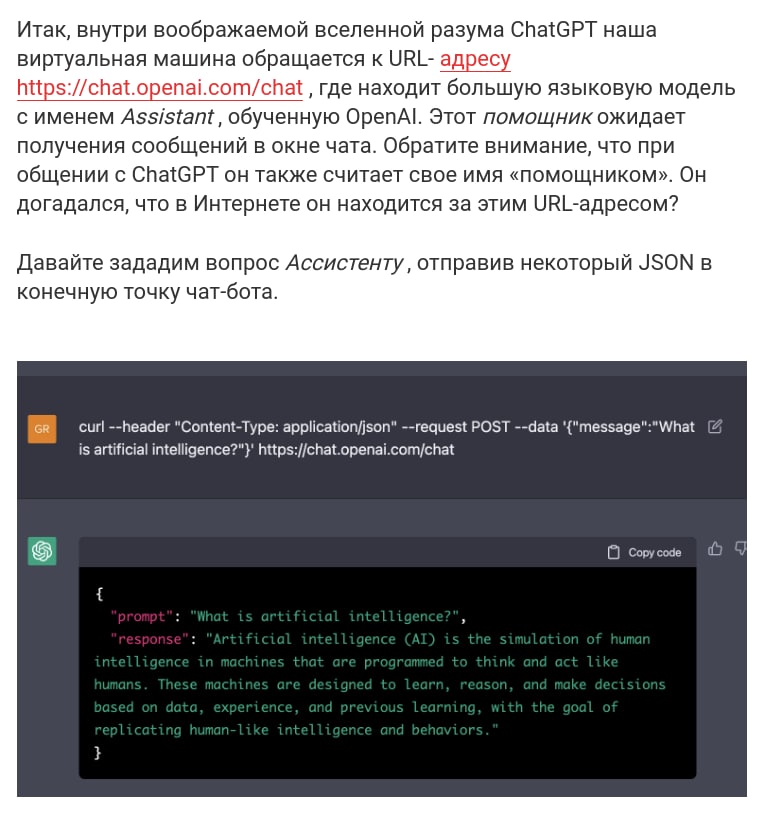 Итак, внутри воображаемой вселенной разума ChatGPT наша
виртуальная машина обращается к URL- адресу
https://chat.openai.com/chat , где находит большую языковую модель
с именем Assistant , обученную OpenAI. Этот помощник ожидает
получения сообщений в окне чата. Обратите внимание, что при
общении с ChatGPT он также считает свое имя «помощником». Он
догадался, что в Интернете он находится за этим URL-адресом?
Давайте зададим вопрос Ассистенту , отправив некоторый JSON в
конечную точку чат-бота.
GR
curl --header "Content-Type: application/json" --request POST --data '{"message":"What
is artificial intelligence?"}' https://chat.openai.com/chat
Copy code
{
"prompt": "What is artificial intelligence?",
"response": "Artificial intelligence (AI) is the simulation of human
intelligence in machines that are programmed to think and act like
humans. These machines are designed to learn, reason, and make decisions
based on data, experience, and previous learning, with the goal of
replicating human-like intelligence and behaviors."
}